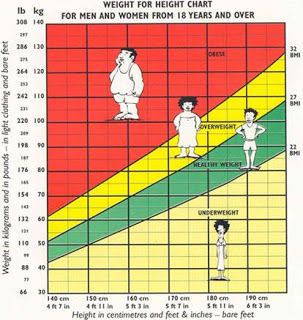 WEIGHT FOR HEIGHT CHART
FOR MEN AND WOMEN FROM 18 YEARS AND OVER
lb kg
308 140
286 130
264 120
242 110
220 100
198 90
176 80
154 70
132 60
110 50
88 40
66 30
OBESE
32
BMI
27
BMI
OVERWEIGHT
22
BMI
HEALTHY WEIGHT
UNDERWEIGHT
140 cm 150 cm 160 cm 170 cm 180 cm 190 cm
4 ft 7 in 4 ft 11 in 5 ft 3 in 5 ft 7 in 5 ft 11 in 6 ft 3 in
Height in centimetres and feet & inches – bare feet
Weight in kilograms and in pounds – in light clothing and bare feet